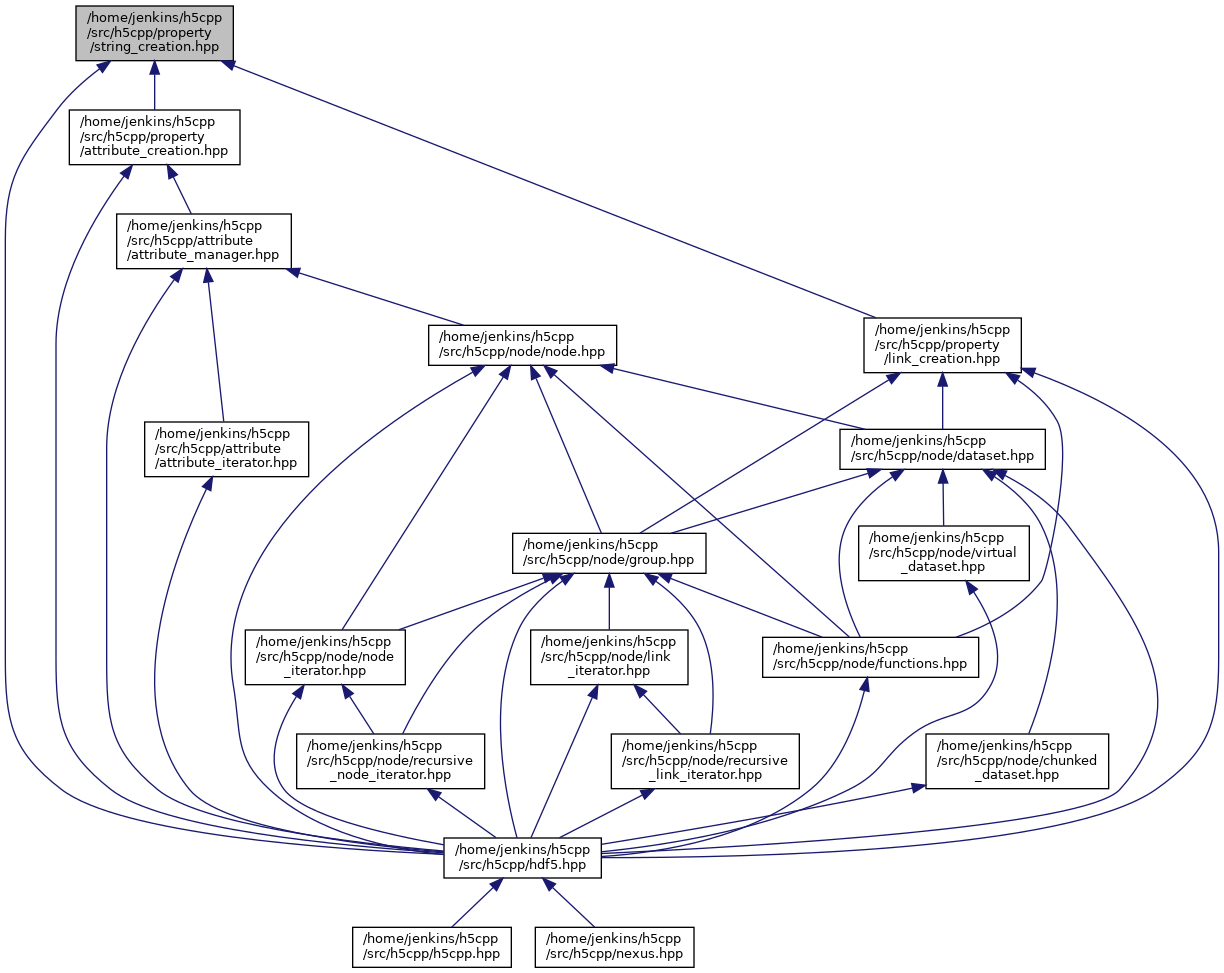 /home/jenkins/h5cpp
/src/h5cpp/property
/string_creation.hpp
/home/jenkins/h5cpp
/src/h5cpp/property
/attribute_creation.hpp
/home/jenkins/h5cpp
/src/h5cpp/attribute
/attribute_manager.hpp
/home/jenkins/h5cpp
/src/h5cpp/node/node.hpp
/home/jenkins/h5cpp
/src/h5cpp/property
/link_creation.hpp
/home/jenkins/h5cpp
/src/h5cpp/attribute
/attribute_iterator.hpp
/home/jenkins/h5cpp
/src/h5cpp/node/dataset.hpp
/home/jenkins/h5cpp
/src/h5cpp/node/group.hpp
/home/jenkins/h5cpp
/src/h5cpp/node/virtual
_dataset.hpp
/home/jenkins/h5cpp
/src/h5cpp/node/node
_iterator.hpp
/home/jenkins/h5cpp
/src/h5cpp/node/link
_iterator.hpp
/home/jenkins/h5cpp
/src/h5cpp/node/functions.hpp
/home/jenkins/h5cpp
/src/h5cpp/node/recursive
_node_iterator.hpp
/home/jenkins/h5cpp
/src/h5cpp/node/recursive
_link_iterator.hpp
/home/jenkins/h5cpp
/src/h5cpp/node/chunked
_dataset.hpp
/home/jenkins/h5cpp
/src/h5cpp/hdf5.hpp
/home/jenkins/h5cpp
/src/h5cpp/h5cpp.hpp
/home/jenkins/h5cpp
/src/h5cpp/nexus.hpp